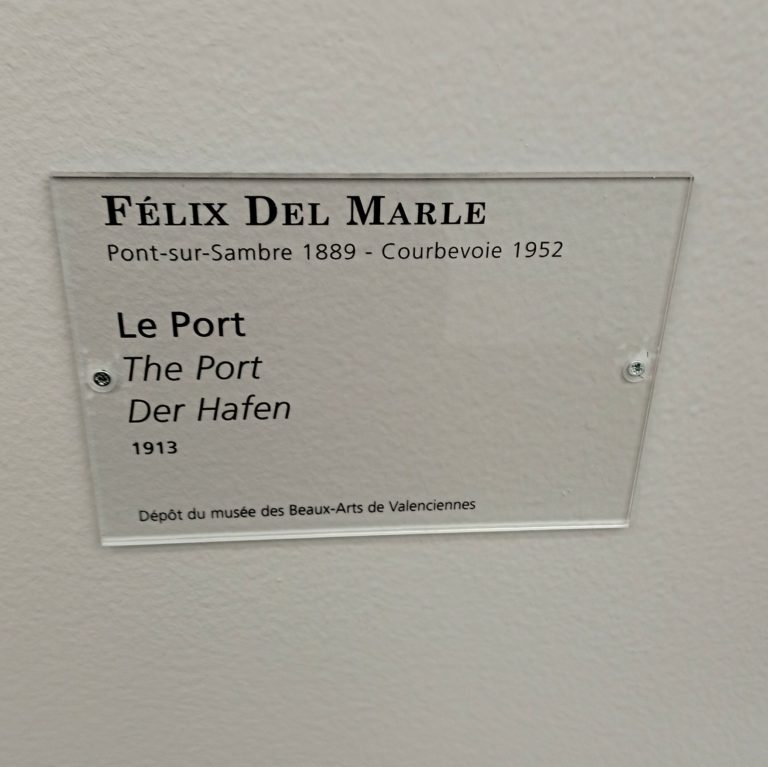 FÉLIX DEL MARLE
Pont-sur-Sambre 1889 - Courbevoie 1952
Le Port
The Port
Der Hafen
1913
Dépôt du musée des Beaux-Arts de Valenciennes